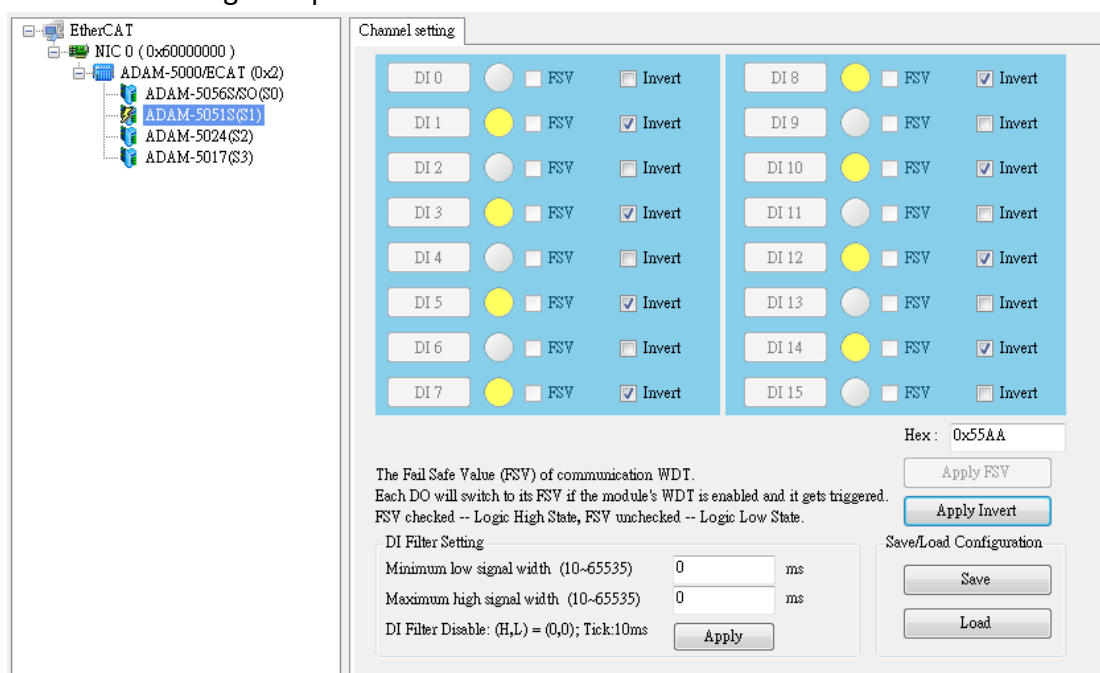 EtherCAT
NIC 0 ( 0x60000000 )
ADAM-5000/ECAT (0x2)
ADAM-5056S/SO(S0)
ADAM-5051S(S1)
ADAM-5024(S2)
ADAM-5017(S3)
Channel setting
DI 0 FSV Invert DI 8 FSV Invert
DI 1 FSV Invert DI 9 FSV Invert
DI 2 FSV Invert DI 10 FSV Invert
DI 3 FSV Invert DI 11 FSV Invert
DI 4 FSV Invert DI 12 FSV Invert
DI 5 FSV Invert DI 13 FSV Invert
DI 6 FSV Invert DI 14 FSV Invert
DI 7 FSV Invert DI 15 FSV Invert
Hex : 0x55AA
The Fail Safe Value (FSV) of communication WDT.
Each DO will switch to its FSV if the module's WDT is enabled and it gets triggered.
FSV checked -- Logic High State, FSV unchecked -- Logic Low State.
Apply FSV
Apply Invert
DI Filter Setting
Minimum low signal width (10~65535) 0 ms
Maximum high signal width (10~65535) 0 ms
DI Filter Disable: (H,L) = (0,0); Tick:10ms Apply
Save/Load Configuration
Save
Load